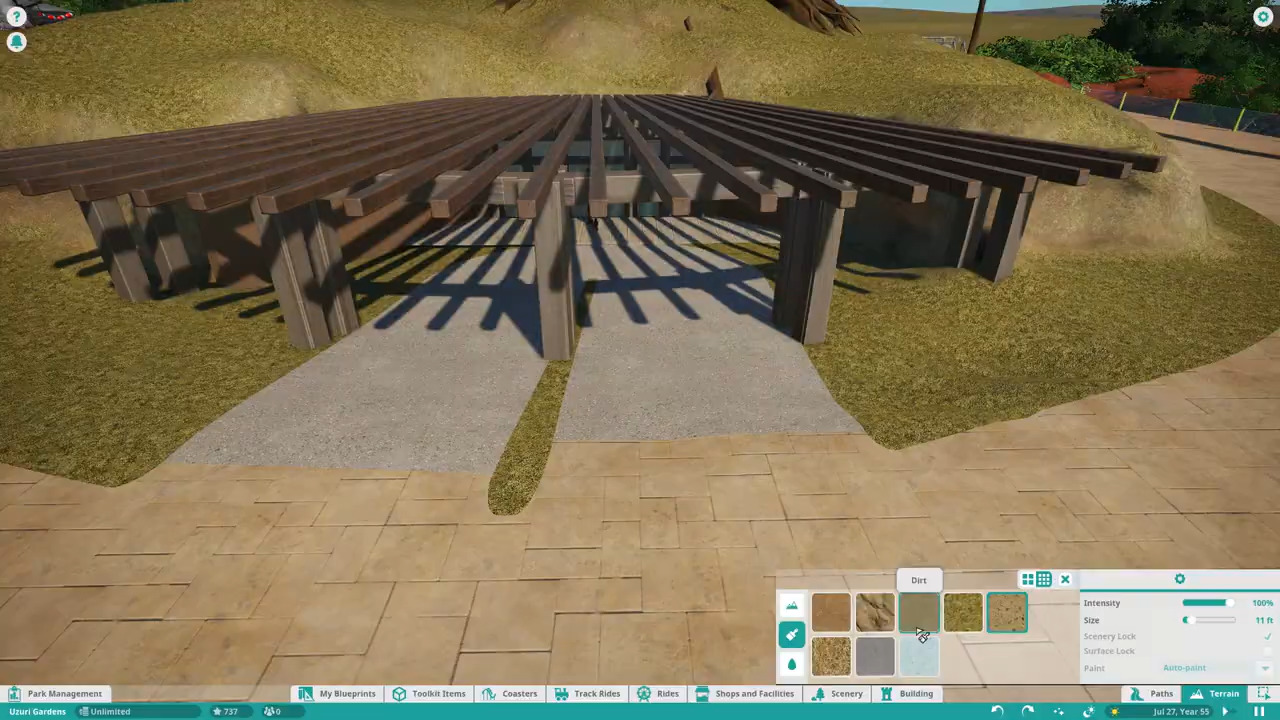 ?
Dirt
Intensity 100%
Size 11 ft
Scenery Lock
Surface Lock
Paint Auto-paint
Park Management
My Blueprints
Toolkit Items
Coasters
Track Rides
Rides
Shops and Facilities
Scenery
Building
Paths
Terrain
Uzuri Gardens
Unlimited
737
0
Jul 27, Year 55